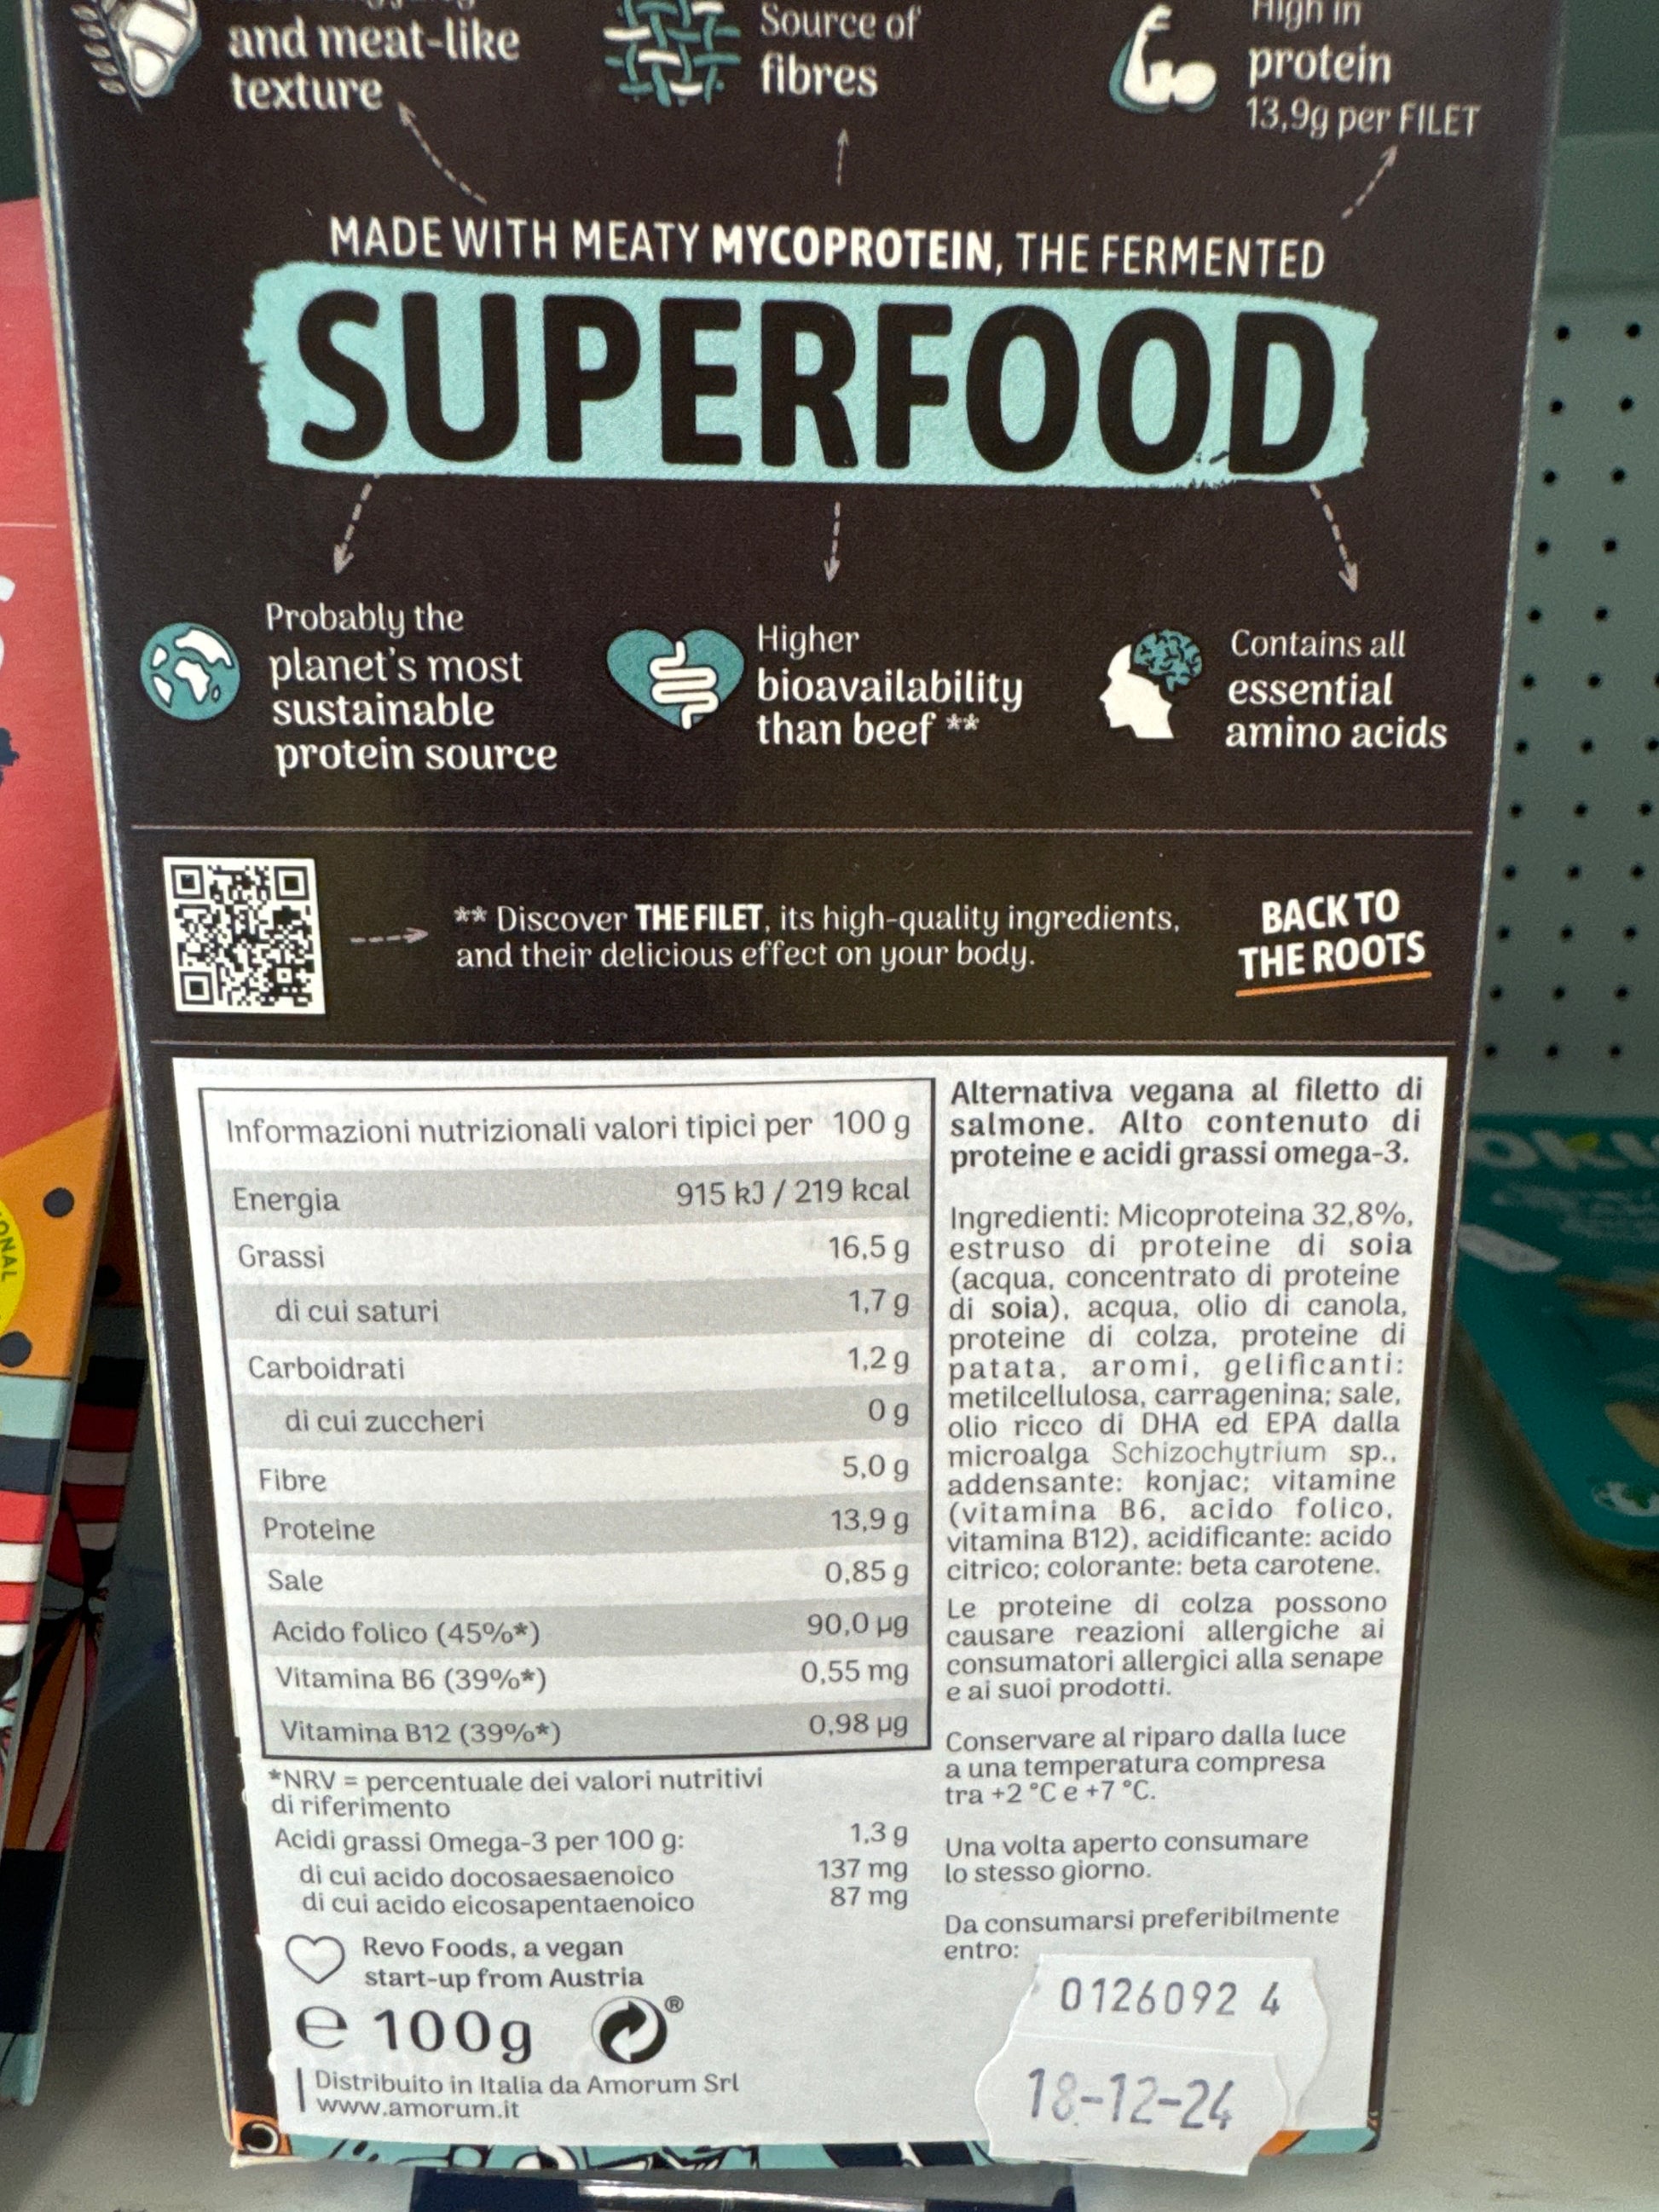 and meat-like
texture
Source of
fibres
High in
protein
13,9g per FILET
MADE WITH MEATY MYCOPROTEIN, THE FERMENTED
SUPERFOOD
Probably the
planet's most
sustainable
protein source
Higher
bioavailability
than beef **
Contains all
essential
amino acids
** Discover THE FILET, its high-quality ingredients,
and their delicious effect on your body.
BACK TO
THE ROOTS
Informazioni nutrizionali valori tipici per 100 g
Energia 915 kJ / 219 kcal
Grassi 16,5 g
di cui saturi 1,7 g
Carboidrati 1,2 g
di cui zuccheri 0 g
Fibre 5,0 g
Proteine 13,9 g
Sale 0,85 g
Acido folico (45%*) 90,0 µg
Vitamina B6 (39%*) 0,55 mg
Vitamina B12 (39%*) 0,98 µg
*NRV = percentuale dei valori nutritivi
di riferimento
Acidi grassi Omega-3 per 100 g: 1,3 g
di cui acido docosaesaenoico 137 mg
di cui acido eicosapentaenoico 87 mg
Revo Foods, a vegan
start-up from Austria
e 100g ®
Distribuito in Italia da Amorum Srl
www.amorum.it
Alternativa vegana al filetto di
salmone. Alto contenuto di
proteine e acidi grassi omega-3.
Ingredienti: Micoproteina 32,8%,
estruso di proteine di soia
(acqua, concentrato di proteine
di soia), acqua, olio di canola,
proteine di colza, proteine di
patata, aromi, gelificanti:
metilcellulosa, carragenina; sale,
olio ricco di DHA ed EPA dalla
microalga Schizochytrium sp.,
addensante: konjac; vitamine
(vitamina B6, acido folico,
vitamina B12), acidificante: acido
citrico; colorante: beta carotene.
Le proteine di colza possono
causare reazioni allergiche ai
consumatori allergici alla senape
e ai suoi prodotti.
Conservare al riparo dalla luce
a una temperatura compresa
tra +2 °C e +7 °C.
Una volta aperto consumare
lo stesso giorno.
Da consumarsi preferibilmente
entro:
0126092 4
18-12-24